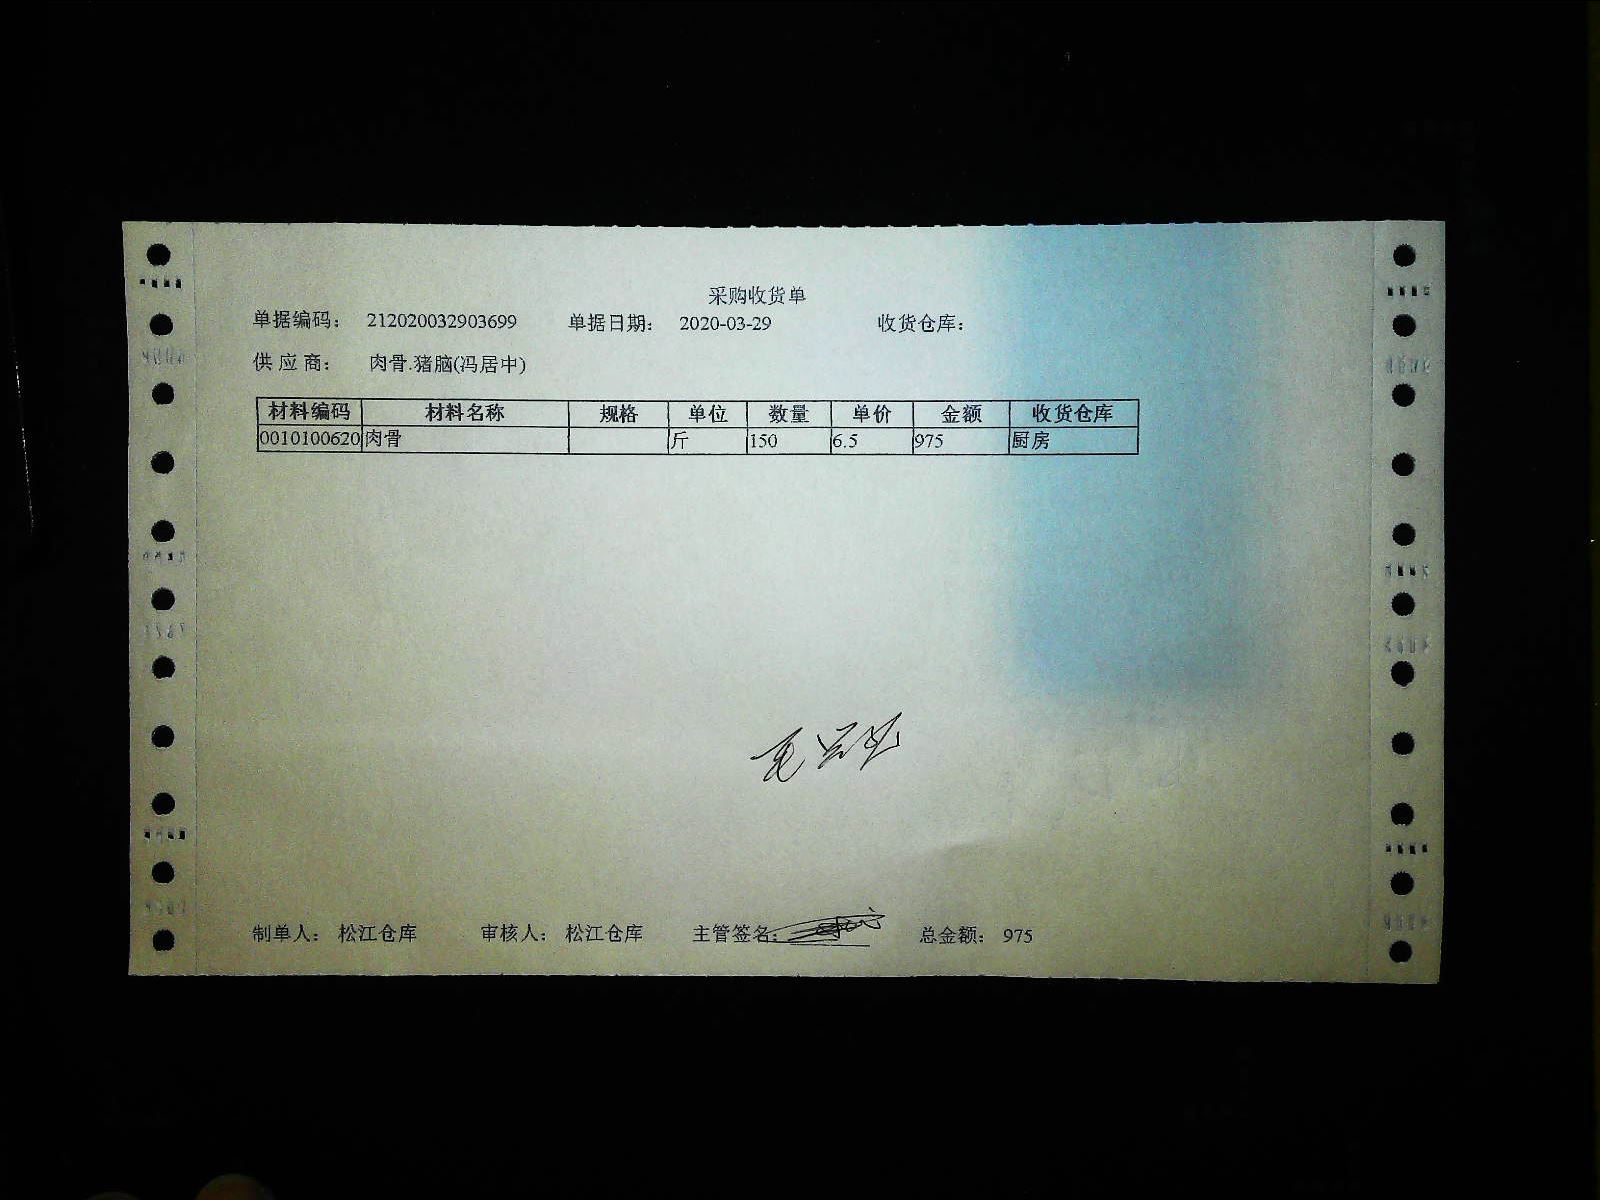 采购收货单
单据编码： 212020032903699 单据日期： 2020-03-29 收货仓库：
供应商： 肉骨.猪脑(冯居中)
材料编码 材料名称 规格 单位 数量 单价 金额 收货仓库
0010100620 肉骨 斤 150 6.5 975 厨房
制单人： 松江仓库 审核人： 松江仓库 主管签名： 总金额： 975